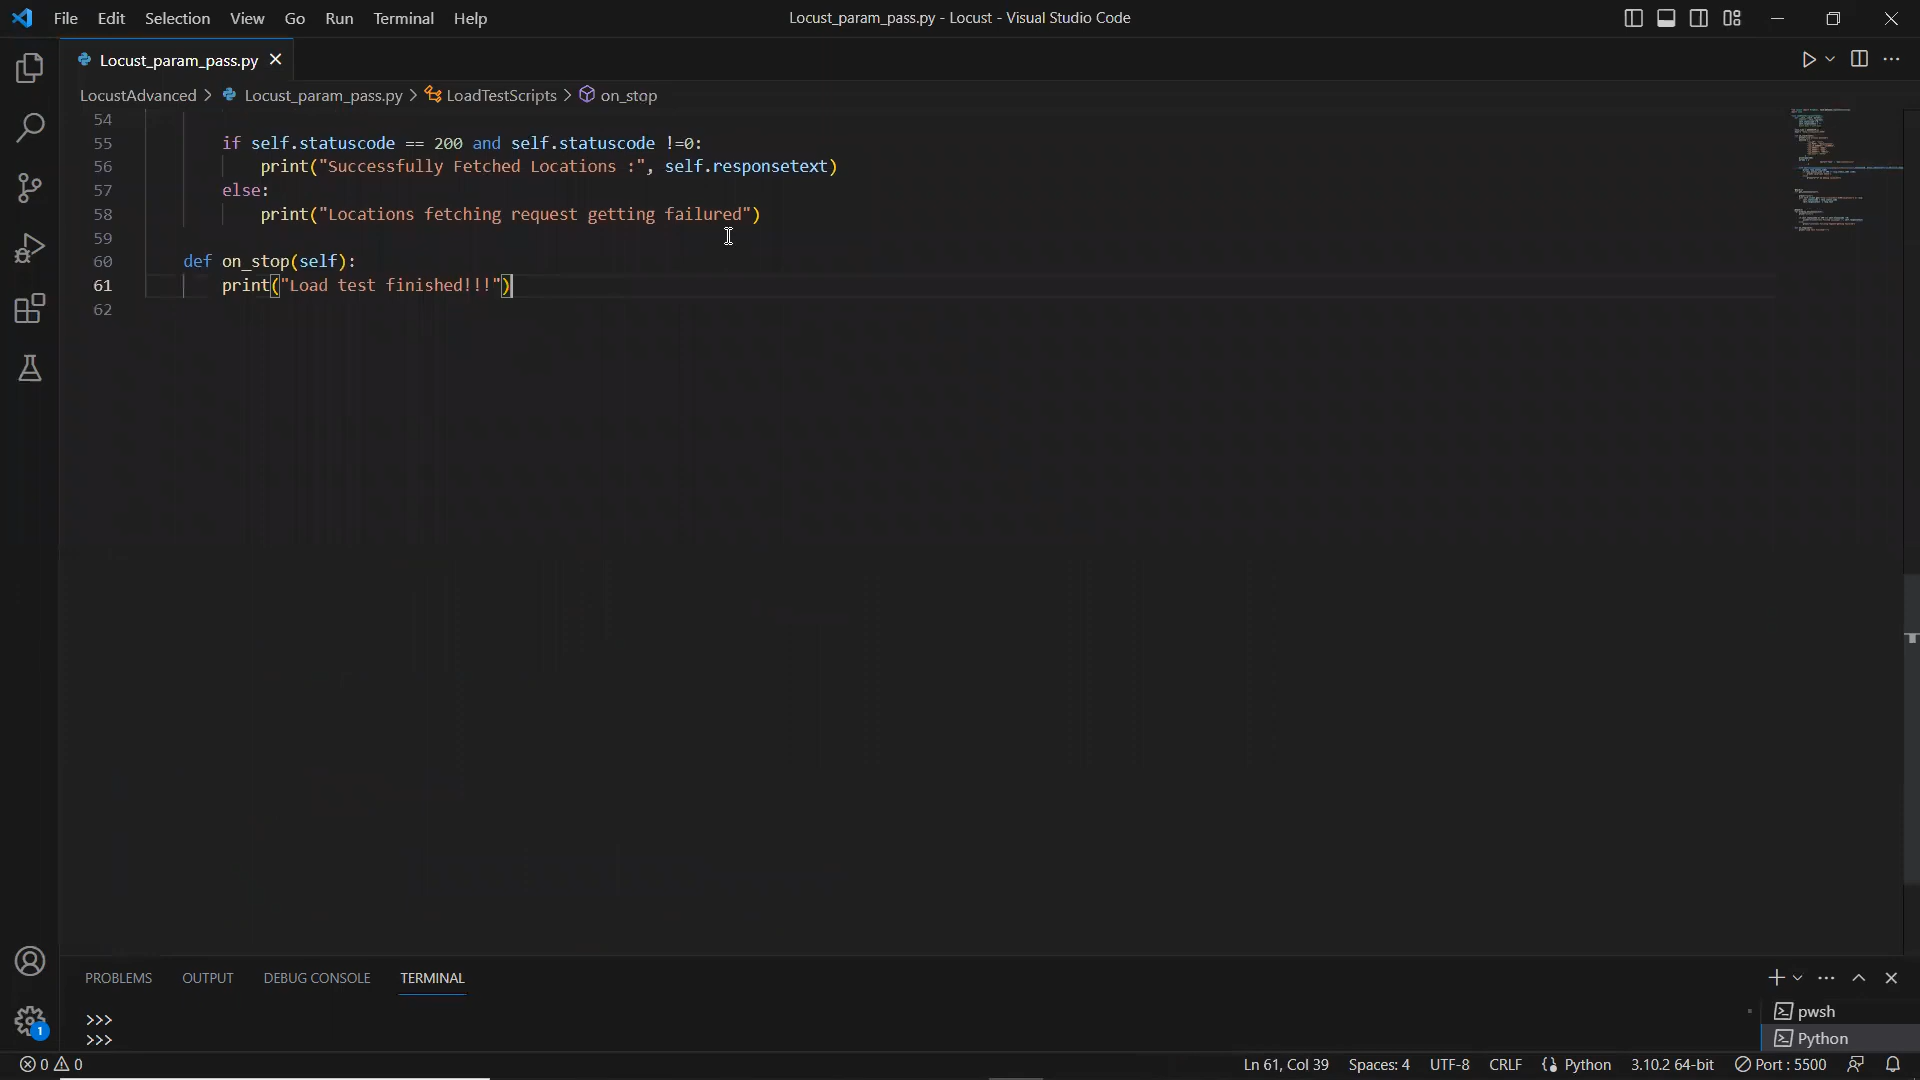 File Edit Selection View Go Run Terminal Help
Locust_param_pass.py - Locust - Visual Studio Code
Locust_param_pass.py
LocustAdvanced > Locust_param_pass.py > LoadTestScripts > on_stop
54
55 if self.statuscode == 200 and self.statuscode !=0:
56 print("Successfully Fetched Locations :", self.responsetext)
57 else:
58 print("Locations fetching request getting failured")
59
60 def on_stop(self):
61 print("Load test finished!!!")
62
PROBLEMS OUTPUT DEBUG CONSOLE TERMINAL
>>>
>>>
pwsh
Python
1
0 0
Ln 61, Col 39 Spaces: 4 UTF-8 CRLF Python 3.10.2 64-bit Port : 5500